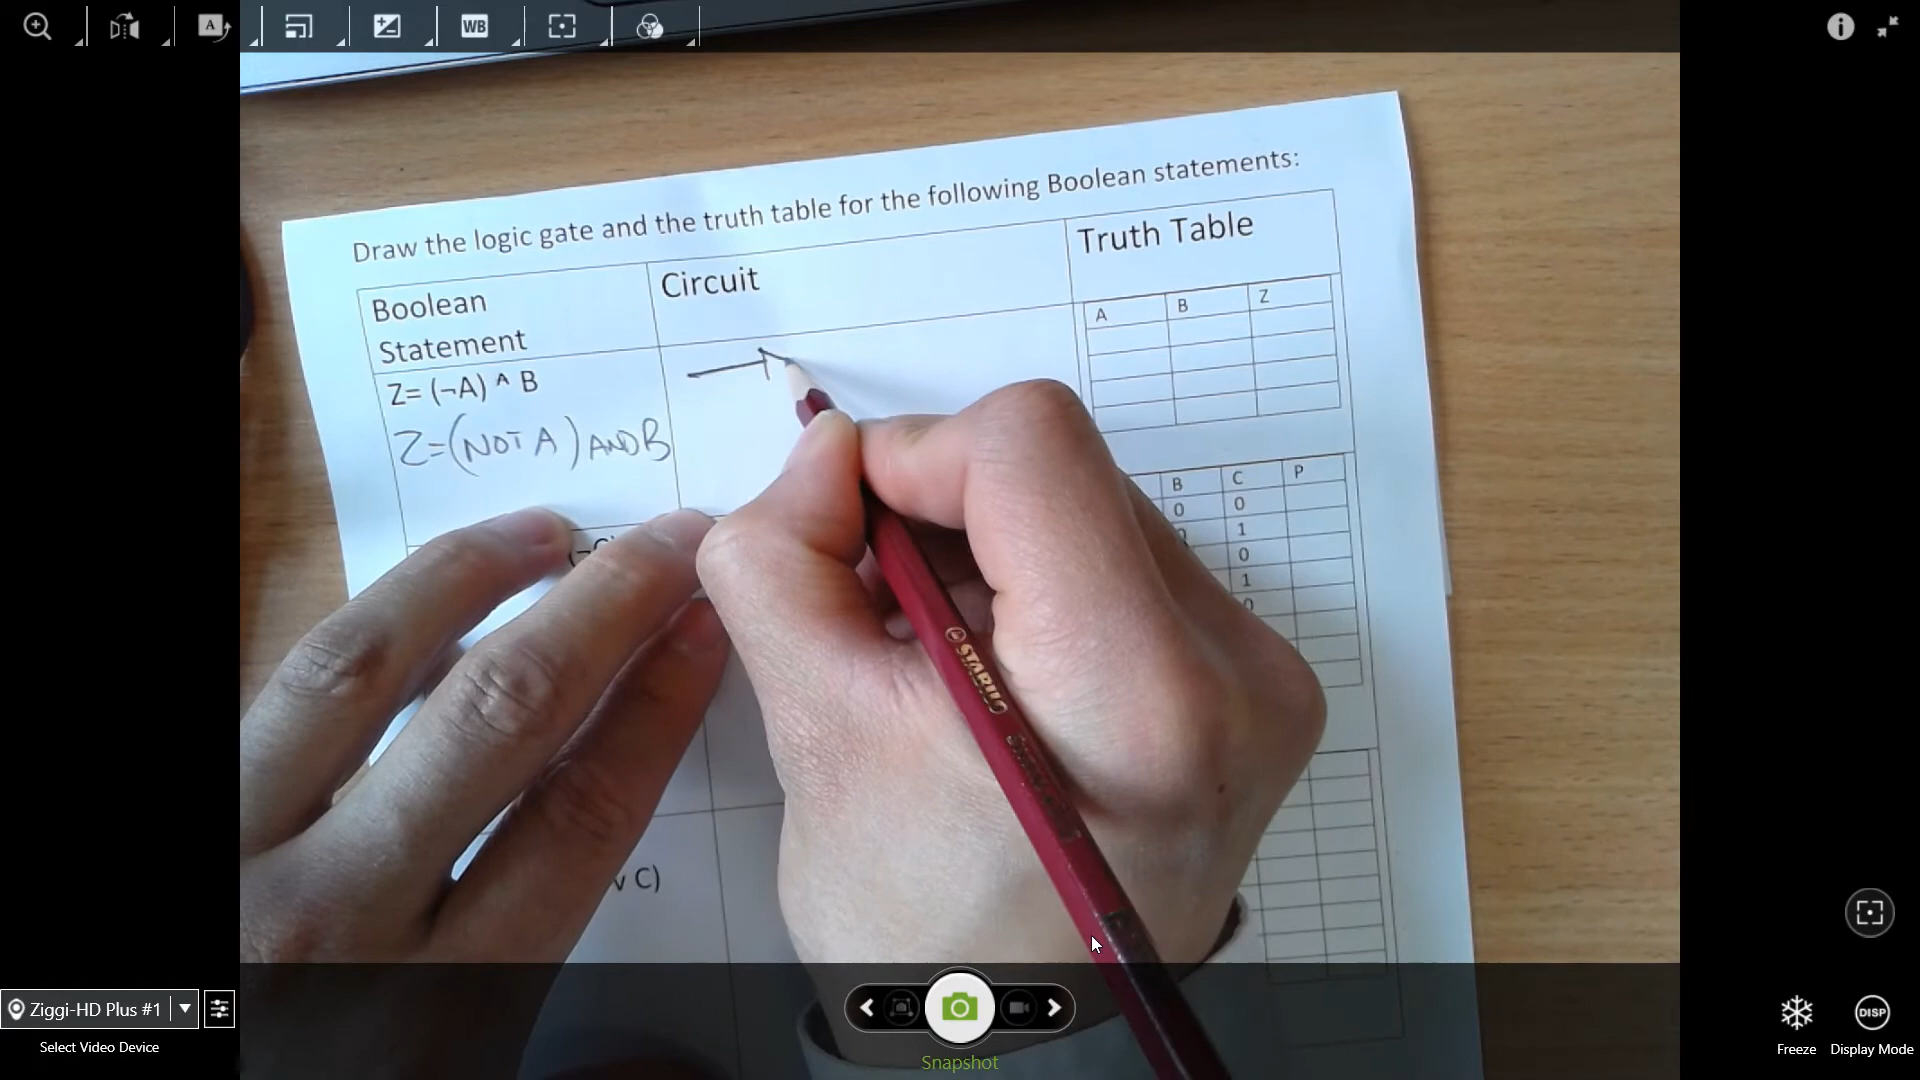 A
WB
Draw the logic gate and the truth table for the following Boolean statements:
Boolean Statement
Circuit
Truth Table
Z= (¬A) ^ B
Z=(NOT A) AND B
A B Z
(¬C)
B C P
0 0
0 1
0
1
0
v C)
STABILO
Ziggi-HD Plus #1
Select Video Device
Snapshot
Freeze
DISP
Display Mode